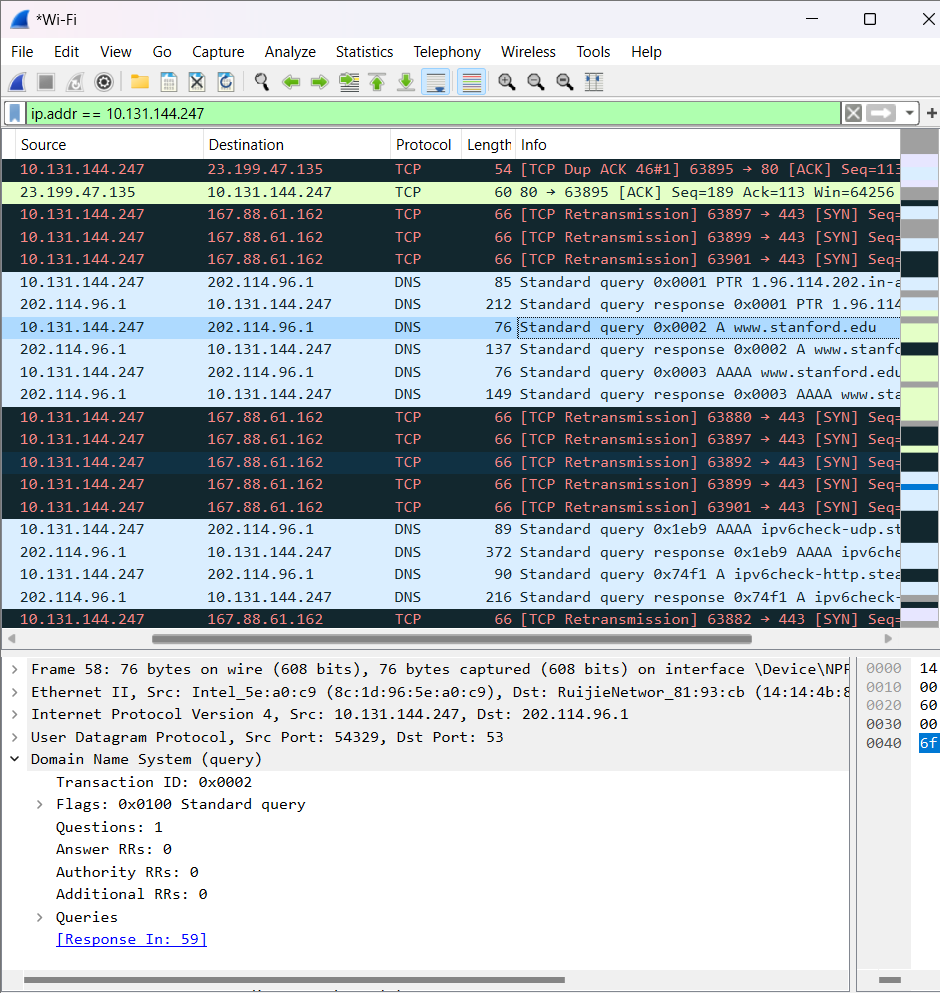 *Wi-Fi
File Edit View Go Capture Analyze Statistics Telephony Wireless Tools Help
ip.addr == 10.131.144.247
Source Destination Protocol Length Info
10.131.144.247 23.199.47.135 TCP 54 [TCP Dup ACK 46#1] 63895 → 80 [ACK] Seq=113
23.199.47.135 10.131.144.247 TCP 60 80 → 63895 [ACK] Seq=189 Ack=113 Win=64256
10.131.144.247 167.88.61.162 TCP 66 [TCP Retransmission] 63897 → 443 [SYN] Seq=
10.131.144.247 167.88.61.162 TCP 66 [TCP Retransmission] 63899 → 443 [SYN] Seq=
10.131.144.247 167.88.61.162 TCP 66 [TCP Retransmission] 63901 → 443 [SYN] Seq=
10.131.144.247 202.114.96.1 DNS 85 Standard query 0x0001 PTR 1.96.114.202.in-a
202.114.96.1 10.131.144.247 DNS 212 Standard query response 0x0001 PTR 1.96.114
10.131.144.247 202.114.96.1 DNS 76 Standard query 0x0002 A www.stanford.edu
202.114.96.1 10.131.144.247 DNS 137 Standard query response 0x0002 A www.stanfo
10.131.144.247 202.114.96.1 DNS 76 Standard query 0x0003 AAAA www.stanford.edu
202.114.96.1 10.131.144.247 DNS 149 Standard query response 0x0003 AAAA www.sta
10.131.144.247 167.88.61.162 TCP 66 [TCP Retransmission] 63880 → 443 [SYN] Seq=
10.131.144.247 167.88.61.162 TCP 66 [TCP Retransmission] 63897 → 443 [SYN] Seq=
10.131.144.247 167.88.61.162 TCP 66 [TCP Retransmission] 63892 → 443 [SYN] Seq=
10.131.144.247 167.88.61.162 TCP 66 [TCP Retransmission] 63899 → 443 [SYN] Seq=
10.131.144.247 167.88.61.162 TCP 66 [TCP Retransmission] 63901 → 443 [SYN] Seq=
10.131.144.247 202.114.96.1 DNS 89 Standard query 0x1eb9 AAAA ipv6check-udp.st
202.114.96.1 10.131.144.247 DNS 372 Standard query response 0x1eb9 AAAA ipv6che
10.131.144.247 202.114.96.1 DNS 90 Standard query 0x74f1 A ipv6check-http.stea
202.114.96.1 10.131.144.247 DNS 216 Standard query response 0x74f1 A ipv6check-
10.131.144.247 167.88.61.162 TCP 66 [TCP Retransmission] 63882 → 443 [SYN] Seq=
Frame 58: 76 bytes on wire (608 bits), 76 bytes captured (608 bits) on interface \Device\NPF
Ethernet II, Src: Intel_5e:a0:c9 (8c:1d:96:5e:a0:c9), Dst: RuijieNetwor_81:93:cb (14:14:4b:8
Internet Protocol Version 4, Src: 10.131.144.247, Dst: 202.114.96.1
User Datagram Protocol, Src Port: 54329, Dst Port: 53
Domain Name System (query)
Transaction ID: 0x0002
Flags: 0x0100 Standard query
Questions: 1
Answer RRs: 0
Authority RRs: 0
Additional RRs: 0
Queries
[Response In: 59]
0000 14
0010 00
0020 60
0030 00
0040 6f